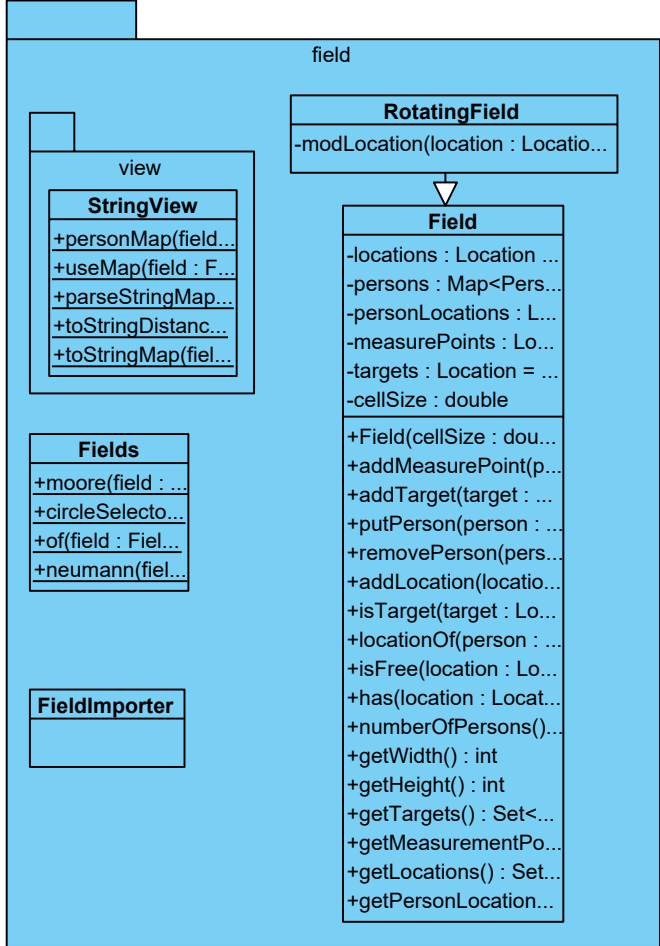 field
view
StringView
+personMap(field...
+useMap(field : F...
+parseStringMap...
+toStringDistanc...
+toStringMap(fiel...
Fields
+moore(field : ...
+circleSelecto...
+of(field : Fiel...
+neumann(fiel...
FieldImporter
RotatingField
-modLocation(location : Locatio...
Field
-locations : Location ...
-persons : Map<Pers...
-personLocations : L...
-measurePoints : Lo...
-targets : Location = ...
-cellSize : double
+Field(cellSize : dou...
+addMeasurePoint(p...
+addTarget(target : ...
+putPerson(person : ...
+removePerson(pers...
+addLocation(locatio...
+isTarget(target : Lo...
+locationOf(person : ...
+isFree(location : Lo...
+has(location : Locat...
+numberOfPersons()...
+getWidth() : int
+getHeight() : int
+getTargets() : Set<...
+getMeasurementPo...
+getLocations() : Set...
+getPersonLocation...